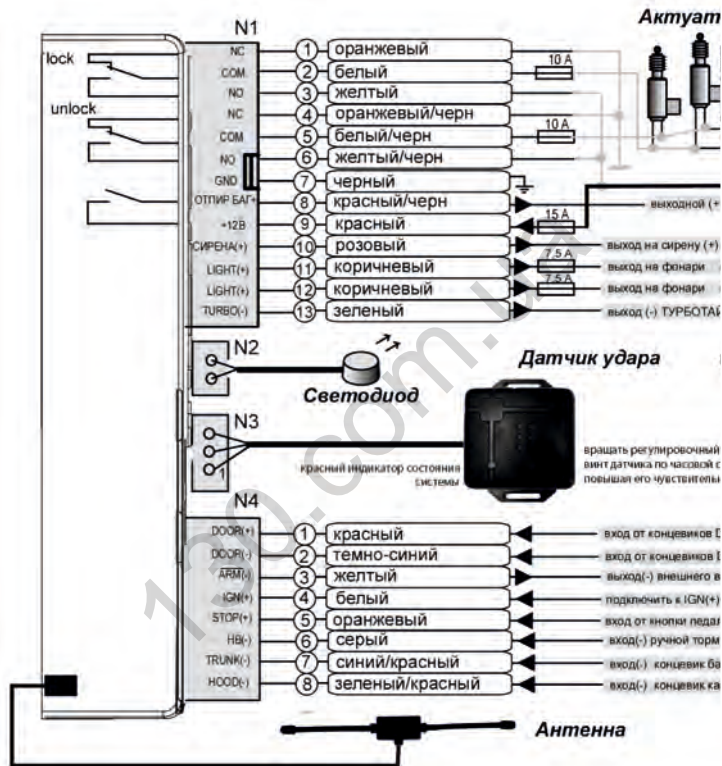 Актуат
N1
NC 1 оранжевый
lock
COM 2 белый 10 A
NO 3 желтый
unlock
NC 4 оранжевый/черн
COM 5 белый/черн 10 A
NO 6 желтый/черн
GND 7 черный
ОТПИР БАГ+ 8 красный/черн выходной (+
+12В 9 красный 15 A
СИРЕНА(+) 10 розовый выход на сирену (+)
LIGHT(+) 11 коричневый 7,5 A выход на фонари
LIGHT(+) 12 коричневый 7,5 A выход на фонари
TURBO(-) 13 зеленый выход (-) ТУРБОТАЙ
N2
Светодиод
Датчик удара
N3
1
красный индикатор состояния
системы
вращать регулировочный
винт датчика по часовой с
повышая его чувствительн
N4
DOOR(+) 1 красный вход от концевиков D
DOOR(-) 2 темно-синий вход от концевиков D
ARM(-) 3 желтый выход(-) внешнего в
IGN(+) 4 белый подключить к IGN(+)
STOP(+) 5 оранжевый вход от кнопки педал
HB(-) 6 серый вход(-) ручной торм
TRUNK(-) 7 синий/красный вход(-) концевик ба
HOOD(-) 8 зеленый/красный вход(-) концевик ка
Антенна
130.com.ua